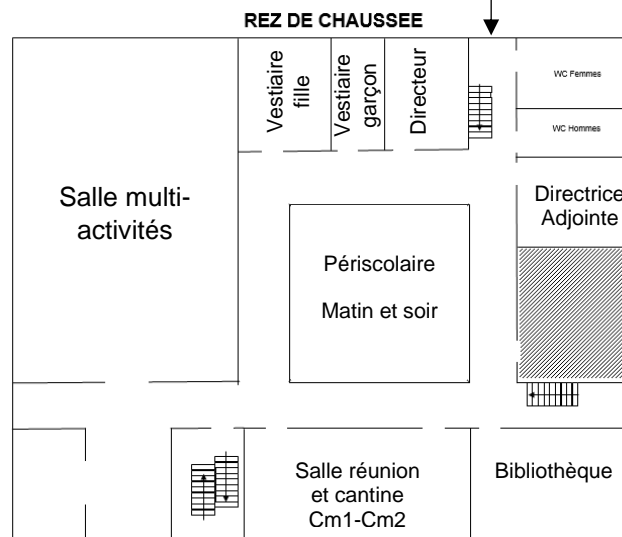 REZ DE CHAUSSEE
Vestiaire
fille
Vestiaire
garçon
Directeur
WC Femmes
WC Hommes
Salle multi-
activités
Directrice
Adjointe
Périscolaire
Matin et soir
Salle réunion
et cantine
Cm1-Cm2
Bibliothèque